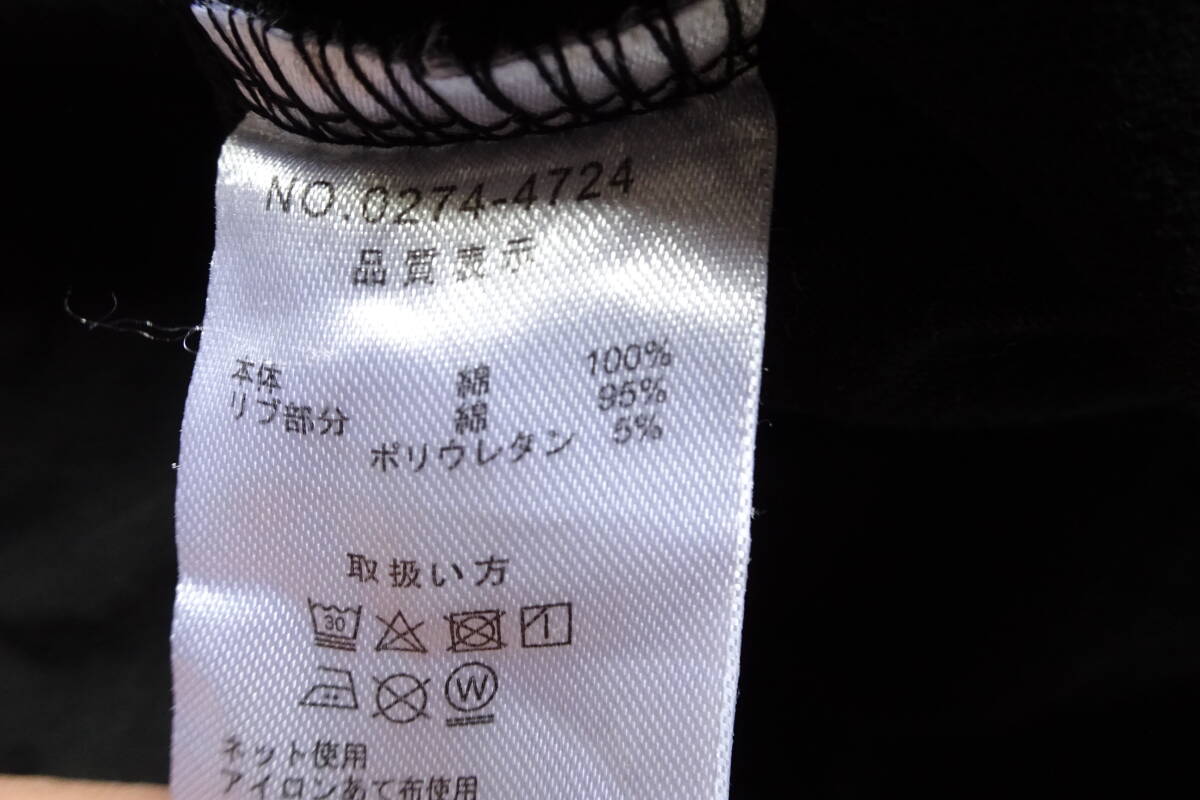 NO.0274-4724
品質表示
本体 綿 100%
リブ部分 綿 95%
ポリウレタン 5%
取扱い方
30
W
ネット使用
アイロンあて布使用